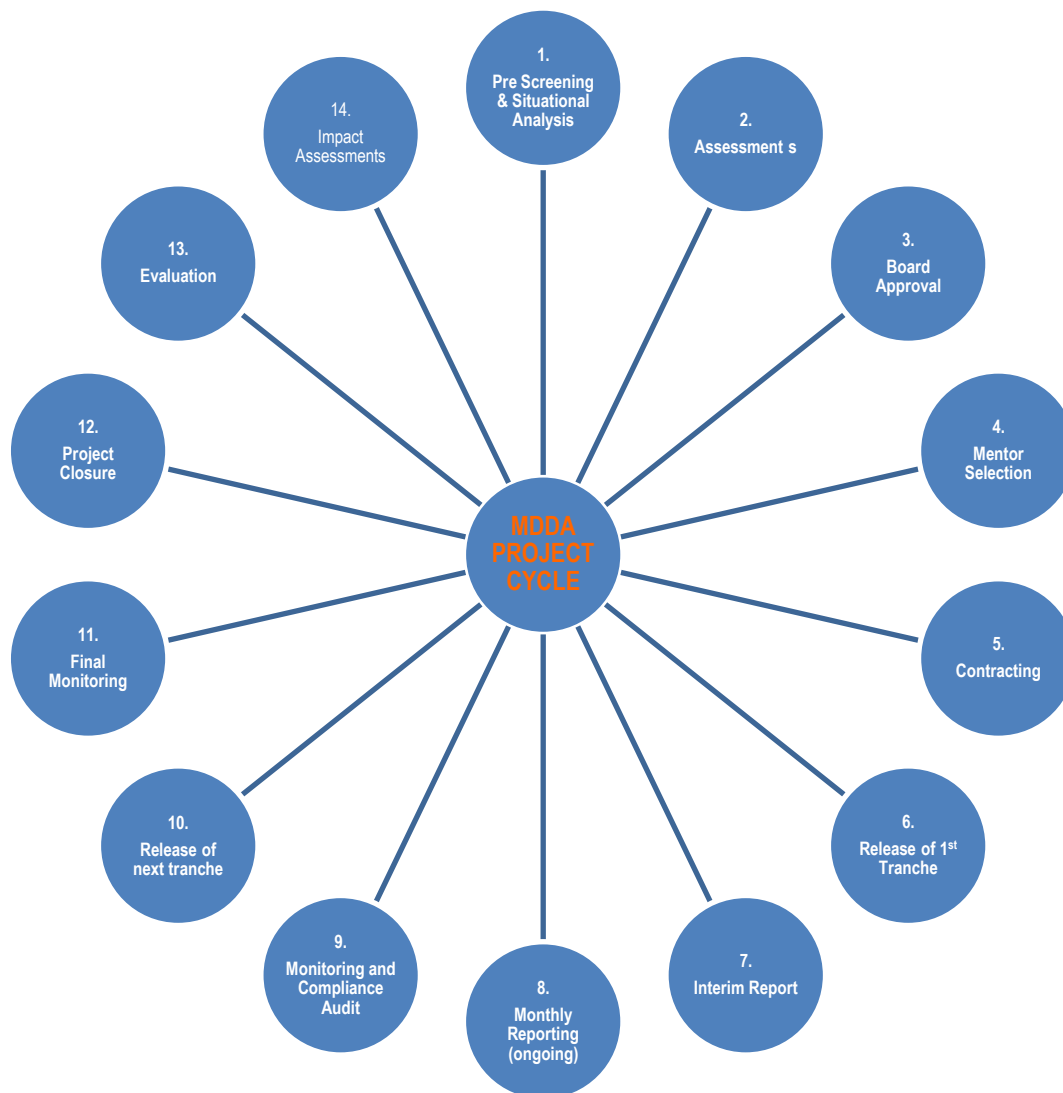 1.
Pre Screening
& Situational
Analysis
2.
Assessment s
3.
Board
Approval
4.
Mentor
Selection
5.
Contracting
6.
Release of 1st
Tranche
7.
Interim Report
8.
Monthly
Reporting
(ongoing)
9.
Monitoring and
Compliance
Audit
10.
Release of
next tranche
11.
Final
Monitoring
12.
Project
Closure
13.
Evaluation
14.
Impact
Assessments
MDDA
PROJECT
CYCLE